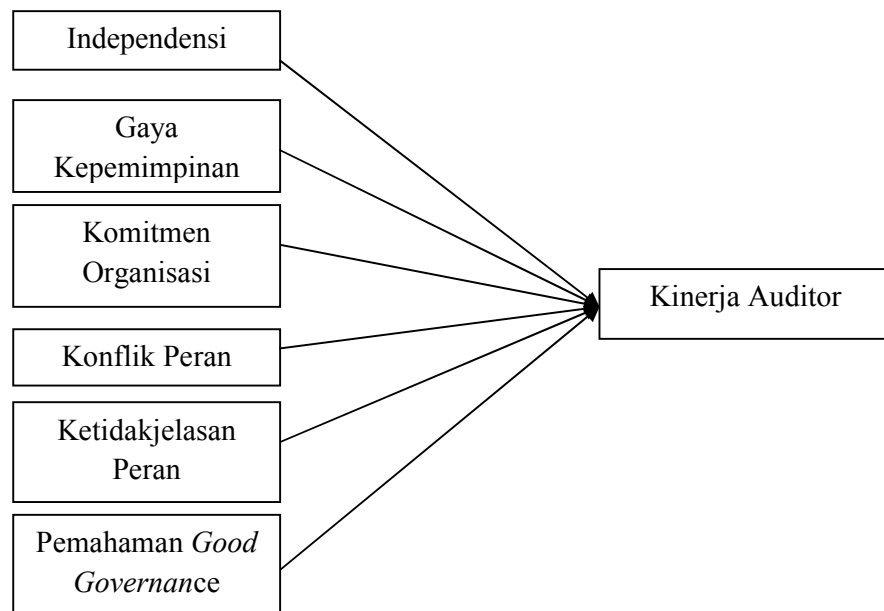 Independensi
Gaya
Kepemimpinan
Komitmen
Organisasi
Konflik Peran
Ketidakjelasan
Peran
Pemahaman Good
Governance
Kinerja Auditor